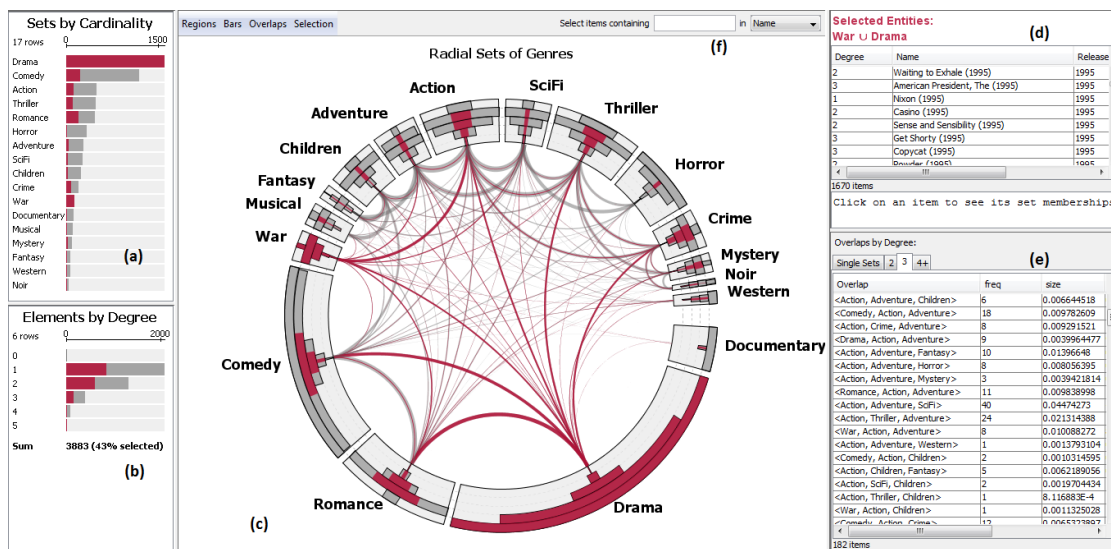 Sets by Cardinality
17 rows 0 1500
Drama
Comedy
Action
Thriller
Romance
Horror
Adventure
SciFi
Children
Crime
War
Documentary
Musical
Mystery
Fantasy
Western
Noir
(a)
Elements by Degree
6 rows 0 2000
0
1
2
3
4
5
Sum 3883 (43% selected)
(b)
Regions Bars Overlaps Selection
Select items containing in Name
(f)
Radial Sets of Genres
Action
SciFi
Thriller
Adventure
Children
Horror
Fantasy
Musical
Crime
War
Mystery
Noir
Western
Documentary
Comedy
Romance
Drama
(c)
Selected Entities:
War ∪ Drama
(d)
Degree Name Release
2 Waiting to Exhale (1995) 1995
3 American President, The (1995) 1995
1 Nixon (1995) 1995
2 Casino (1995) 1995
2 Sense and Sensibility (1995) 1995
3 Get Shorty (1995) 1995
3 Copycat (1995) 1995
2 Powder (1995) 1995
1670 items
Click on an item to see its set memberships
Overlaps by Degree:
Single Sets 2 3 4+
(e)
Overlap freq size
<Action, Adventure, Children> 6 0.006644518
<Comedy, Action, Adventure> 18 0.009782609
<Action, Crime, Adventure> 8 0.009291521
<Drama, Action, Adventure> 9 0.0039964477
<Action, Adventure, Fantasy> 10 0.01396648
<Action, Adventure, Horror> 8 0.008056395
<Action, Adventure, Mystery> 3 0.0039421814
<Romance, Action, Adventure> 11 0.009838998
<Action, Adventure, SciFi> 40 0.04474273
<Action, Thriller, Adventure> 24 0.021314388
<War, Action, Adventure> 8 0.010088272
<Action, Adventure, Western> 1 0.0013793104
<Comedy, Action, Children> 2 0.0010314595
<Action, Children, Fantasy> 5 0.0062189056
<Action, SciFi, Children> 2 0.0019704434
<Action, Thriller, Children> 1 8.116883E-4
<War, Action, Children> 1 0.0011325028
<Comedy, Action, Crime> 12 0.0065323897
182 items